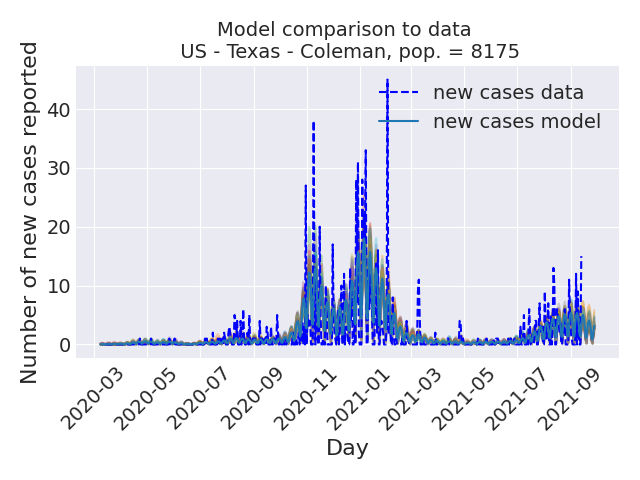 Model comparison to data
US - Texas - Coleman, pop. = 8175
Number of new cases reported
40
30
20
10
0
new cases data
new cases model
2020-03
2020-05
2020-07
2020-09
2020-11
2021-01
2021-03
2021-05
2021-07
2021-09
Day